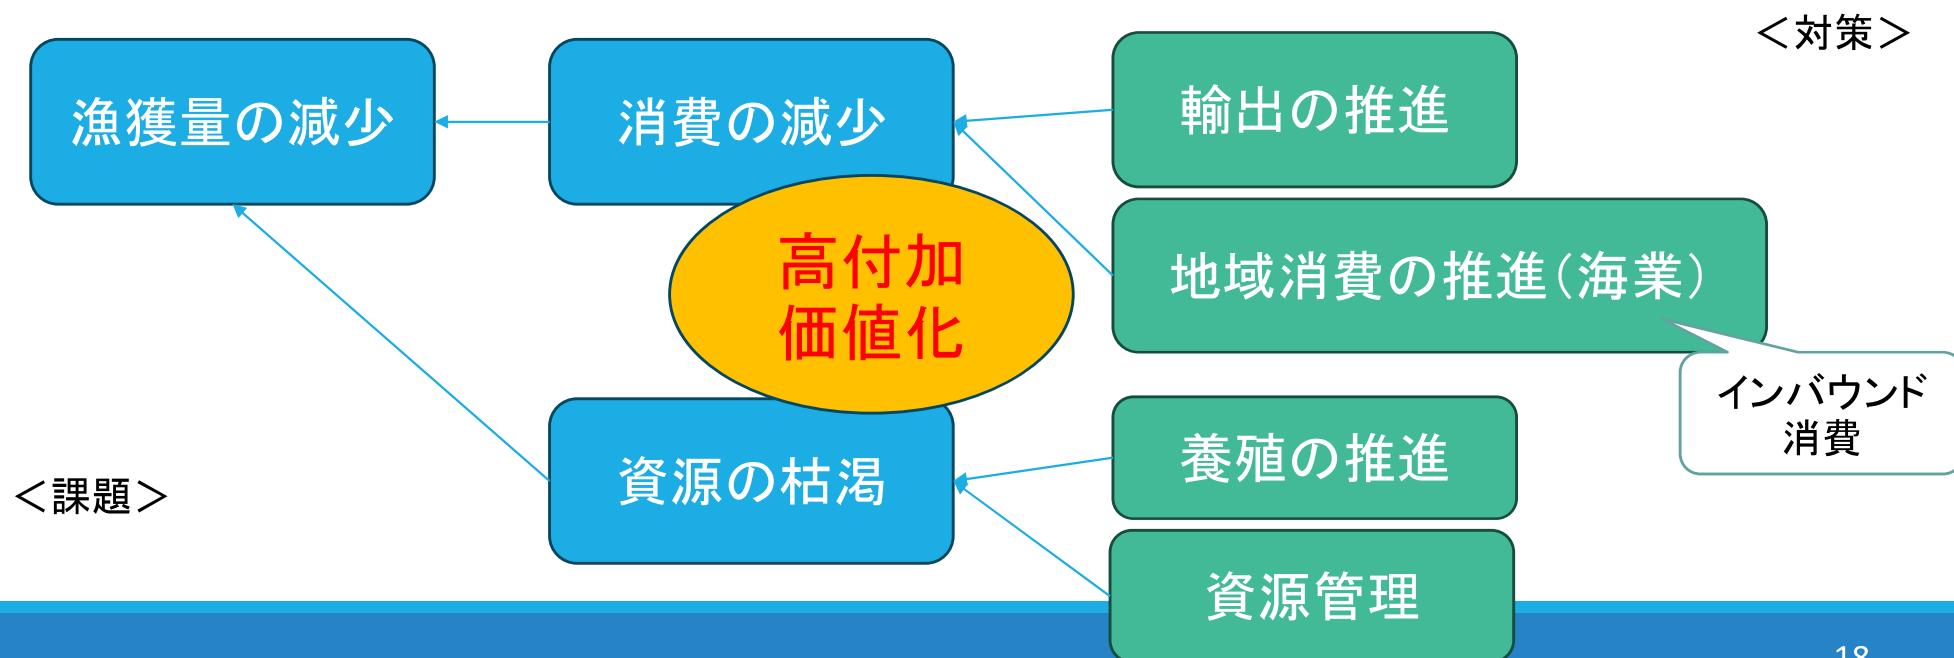 ＜対策＞
漁獲量の減少
消費の減少
輸出の推進
地域消費の推進（海業）
高付加
価値化
インバウンド
消費
資源の枯渇
養殖の推進
＜課題＞
資源管理
18